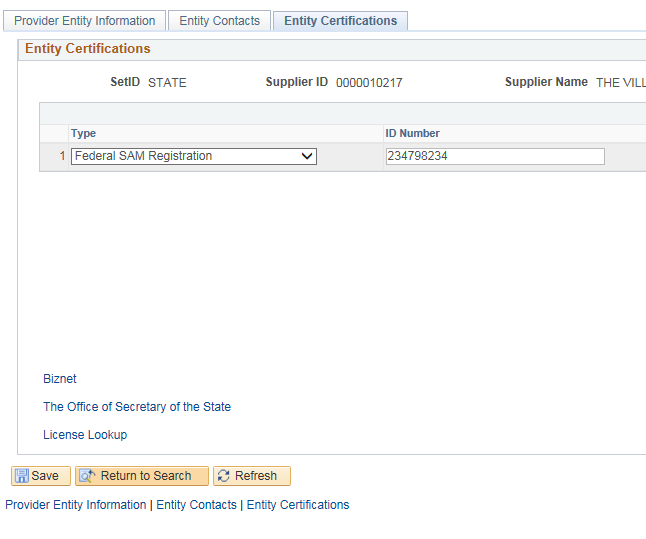 Provider Entity Information Entity Contacts Entity Certifications
Entity Certifications
SetID STATE Supplier ID 0000010217 Supplier Name THE VILL
Type ID Number
1 Federal SAM Registration 234798234
Biznet
The Office of Secretary of the State
License Lookup
Save Return to Search Refresh
Provider Entity Information | Entity Contacts | Entity Certifications